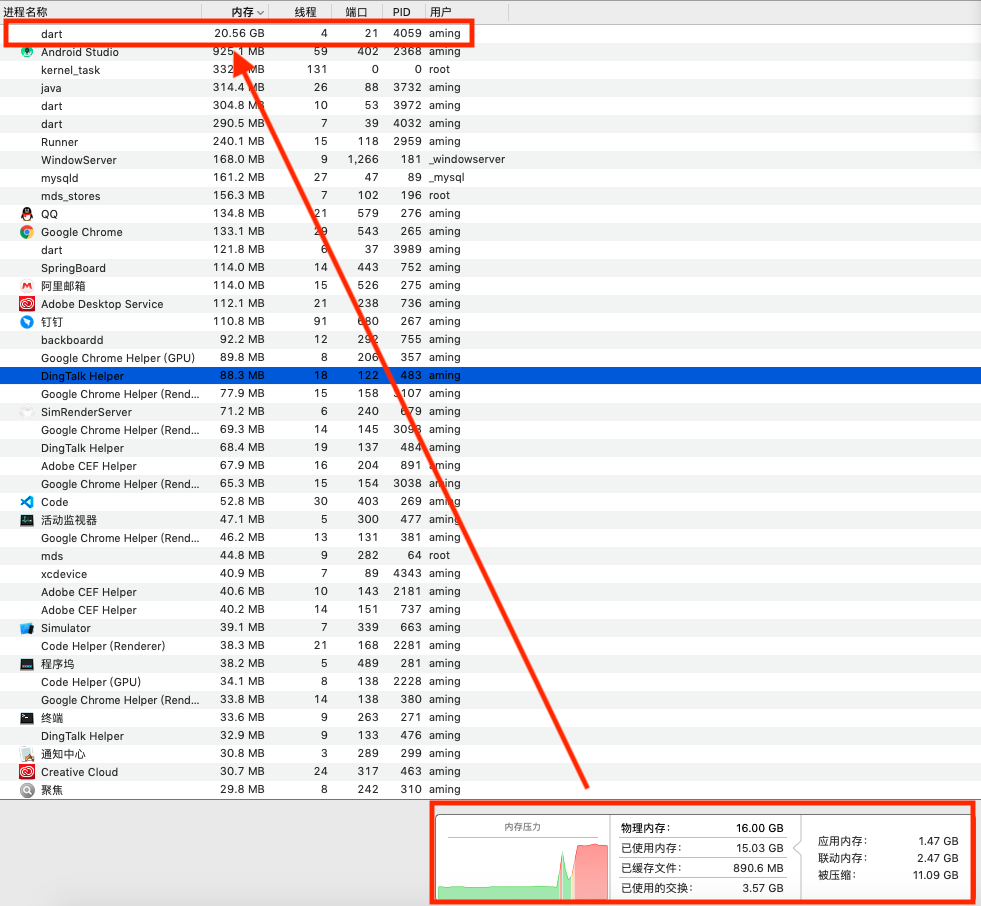 进程名称 内存 线程 端口 PID 用户
dart 20.56 GB 4 21 4059 aming
Android Studio 925.1 MB 59 402 2368 aming
kernel_task MB 131 0 0 root
java 314.4 MB 26 88 3732 aming
dart 304.8 MB 10 53 3972 aming
dart 290.5 MB 7 39 4032 aming
Runner 240.1 MB 15 118 2959 aming
WindowServer 168.0 MB 9 1,266 181 _windowserver
mysqld 161.2 MB 27 47 89 _mysql
mds_stores 156.3 MB 7 102 196 root
QQ 134.8 MB 21 579 276 aming
Google Chrome 133.1 MB 29 543 265 aming
dart 121.8 MB 6 37 3989 aming
SpringBoard 114.0 MB 14 443 752 aming
阿里邮箱 114.0 MB 15 526 275 aming
Adobe Desktop Service 112.1 MB 21 238 736 aming
钉钉 110.8 MB 91 680 267 aming
backboardd 92.2 MB 12 292 755 aming
Google Chrome Helper (GPU) 89.8 MB 8 206 357 aming
DingTalk Helper 88.3 MB 18 122 483 aming
Google Chrome Helper (Rend... 77.9 MB 15 158 3107 aming
SimRenderServer 71.2 MB 6 240 679 aming
Google Chrome Helper (Rend... 69.3 MB 14 145 3093 aming
DingTalk Helper 68.4 MB 19 137 484 aming
Adobe CEF Helper 67.9 MB 16 204 891 aming
Google Chrome Helper (Rend... 65.3 MB 15 154 3038 aming
Code 52.8 MB 30 403 269 aming
活动监视器 47.1 MB 5 300 477 aming
Google Chrome Helper (Rend... 46.2 MB 13 131 381 aming
mds 44.8 MB 9 282 64 root
xcdevice 40.9 MB 7 89 4343 aming
Adobe CEF Helper 40.6 MB 10 143 2181 aming
Adobe CEF Helper 40.2 MB 14 151 737 aming
Simulator 39.1 MB 7 339 663 aming
Code Helper (Renderer) 38.3 MB 21 168 2281 aming
程序坞 38.2 MB 5 489 281 aming
Code Helper (GPU) 34.1 MB 8 138 2228 aming
Google Chrome Helper (Rend... 33.8 MB 14 138 380 aming
终端 33.6 MB 9 263 271 aming
DingTalk Helper 32.9 MB 9 133 476 aming
通知中心 30.8 MB 3 289 299 aming
Creative Cloud 30.7 MB 24 317 463 aming
聚焦 29.8 MB 8 242 310 aming
内存压力
物理内存: 16.00 GB
已使用内存: 15.03 GB
已缓存文件: 890.6 MB
已使用的交换: 3.57 GB
应用内存: 1.47 GB
联动内存: 2.47 GB
被压缩: 11.09 GB